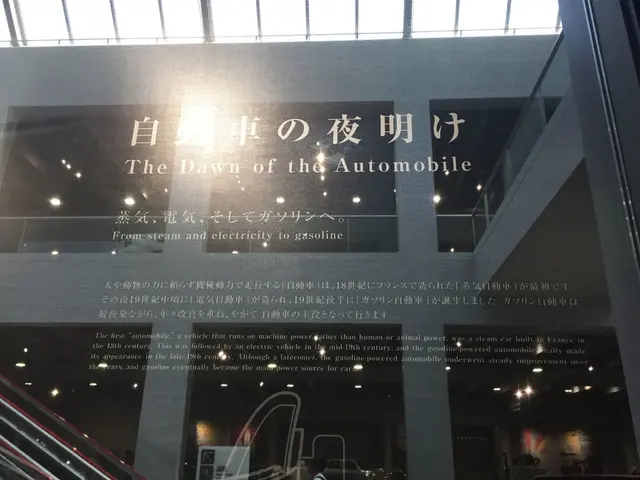 自動車の夜明け
The Dawn of the Automobile
蒸気、電気、そしてガソリンへ。
From steam and electricity to gasoline
人や動物の力に頼らず機械動力で走行する「自動車」は、18世紀にフランスで造られた「蒸気自動車」が最初です
その後19世紀中頃に「電気自動車」が造られ、19世紀後半に「ガソリン自動車」が誕生しました ガソリン自動車は
最後発ながら、年々改良を重ね、やがて自動車の主役となって行きます。
The first "automobile," a vehicle that runs on machine power rather than human or animal power, was a steam car built in France in
the 18th century. This was followed by an electric vehicle in the mid-19th century, and the gasoline-powered automobile finally made
its appearance in the late 19th century. Although a latecomer, the gasoline-powered automobile underwent steady improvement over
the years, and gasoline eventually became the main power source for cars.